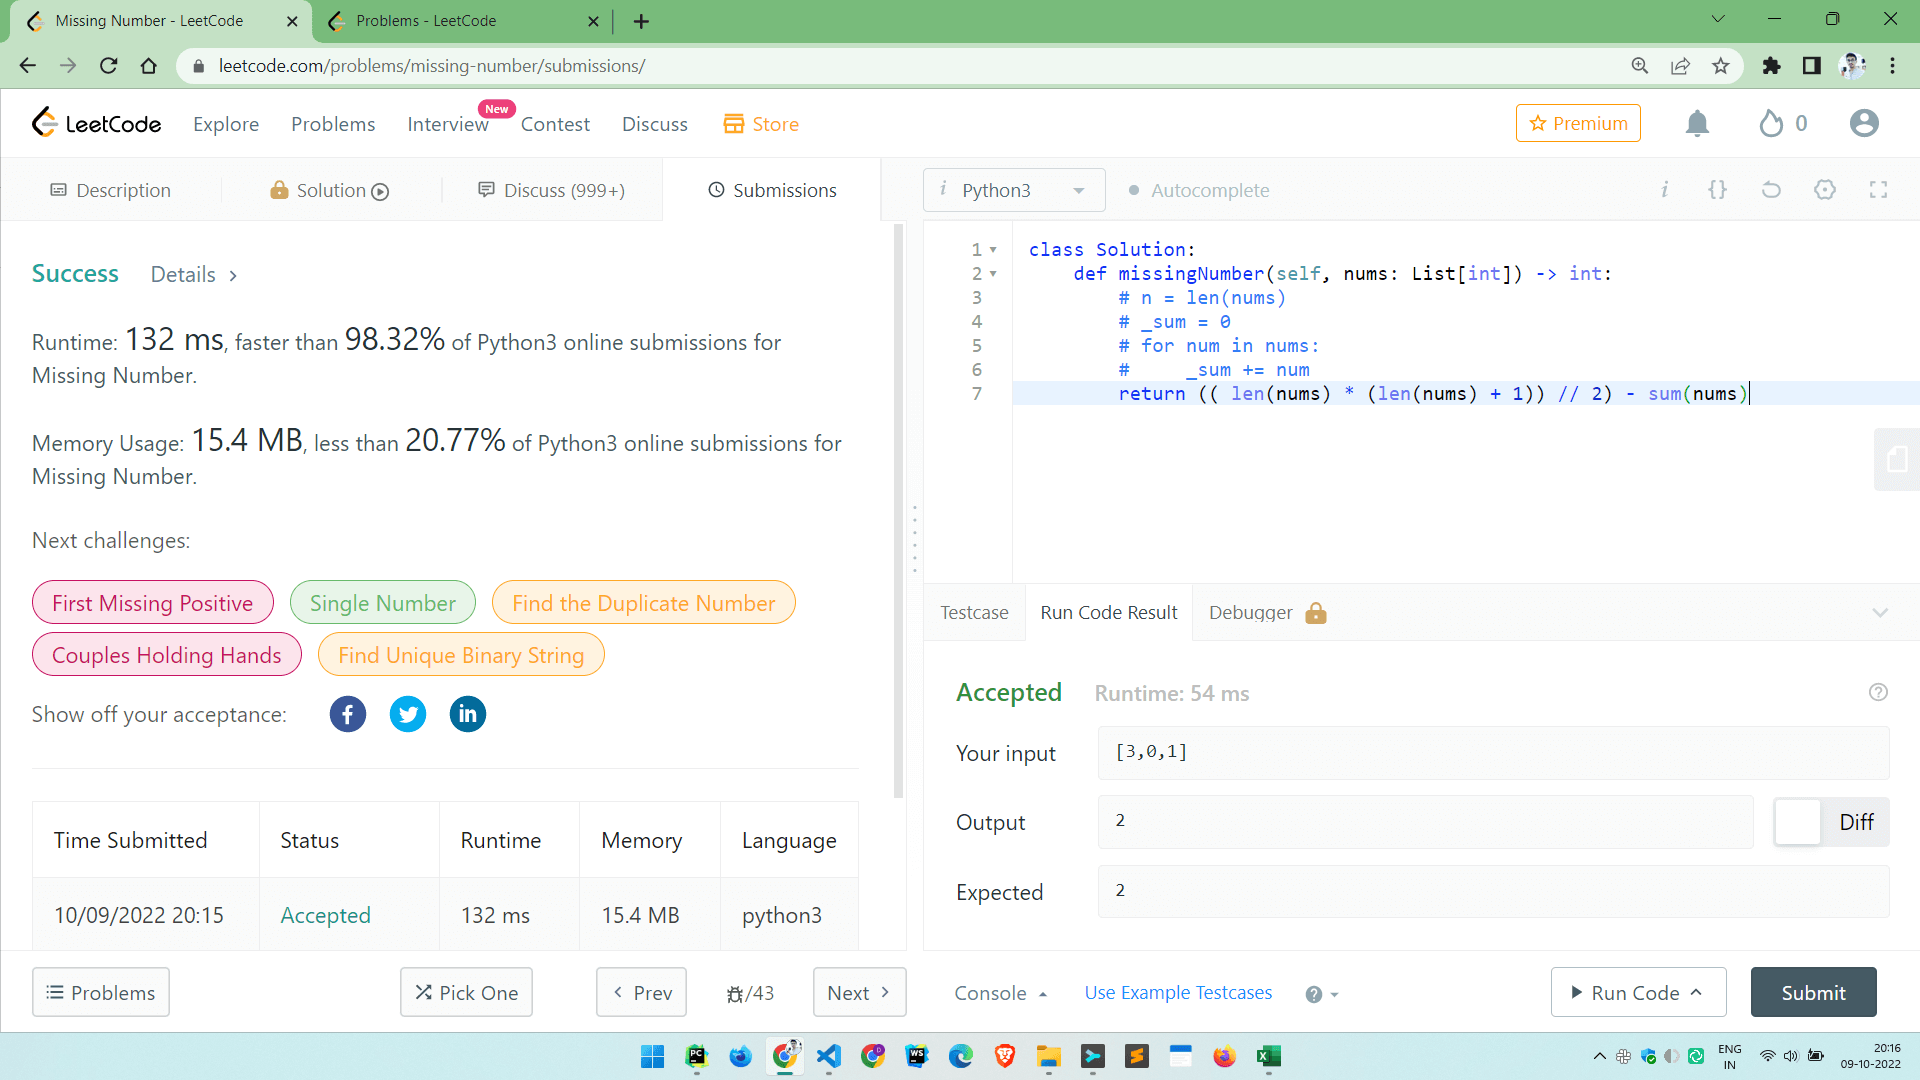 Missing Number - LeetCode
Problems - LeetCode
leetcode.com/problems/missing-number/submissions/
LeetCode
Explore
Problems
Interview
New
Contest
Discuss
Store
Premium
0
Description
Solution
Discuss (999+)
Submissions
Python3
Autocomplete
Success
Details
Runtime: 132 ms, faster than 98.32% of Python3 online submissions for
Missing Number.
Memory Usage: 15.4 MB, less than 20.77% of Python3 online submissions for
Missing Number.
Next challenges:
First Missing Positive
Single Number
Find the Duplicate Number
Couples Holding Hands
Find Unique Binary String
Show off your acceptance:
Time Submitted Status Runtime Memory Language
10/09/2022 20:15 Accepted 132 ms 15.4 MB python3
Problems
Pick One
Prev
/43
Next
1 class Solution:
2     def missingNumber(self, nums: List[int]) -> int:
3         # n = len(nums)
4         # _sum = 0
5         # for num in nums:
6         #     _sum += num
7         return (( len(nums) * (len(nums) + 1)) // 2) - sum(nums)
Testcase
Run Code Result
Debugger
Accepted
Runtime: 54 ms
Your input
[3,0,1]
Output
2
Diff
Expected
2
Console
Use Example Testcases
Run Code
Submit
ENG
IN
20:16
09-10-2022